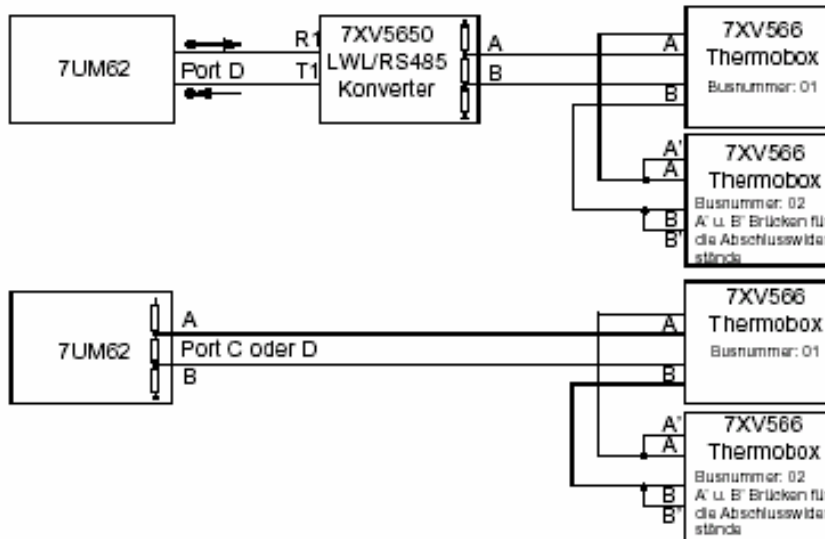 7UM62
Port D
R1
T1
7XV5650
LWL/RS485
Konverter
A
B
A
B
7XV566
Thermobox
Busnummer: 01
A'
A
B
B'
7XV566
Thermobox
Busnummer: 02
A' u. B' Brücken fü
die Abschlusswide
stände
7UM62
A
Port C oder D
B
A
B
7XV566
Thermobox
Busnummer: 01
A'
A
B
B'
7XV566
Thermobox
Busnummer: 02
A' u. B' Brücken fü
die Abschlusswide
stände